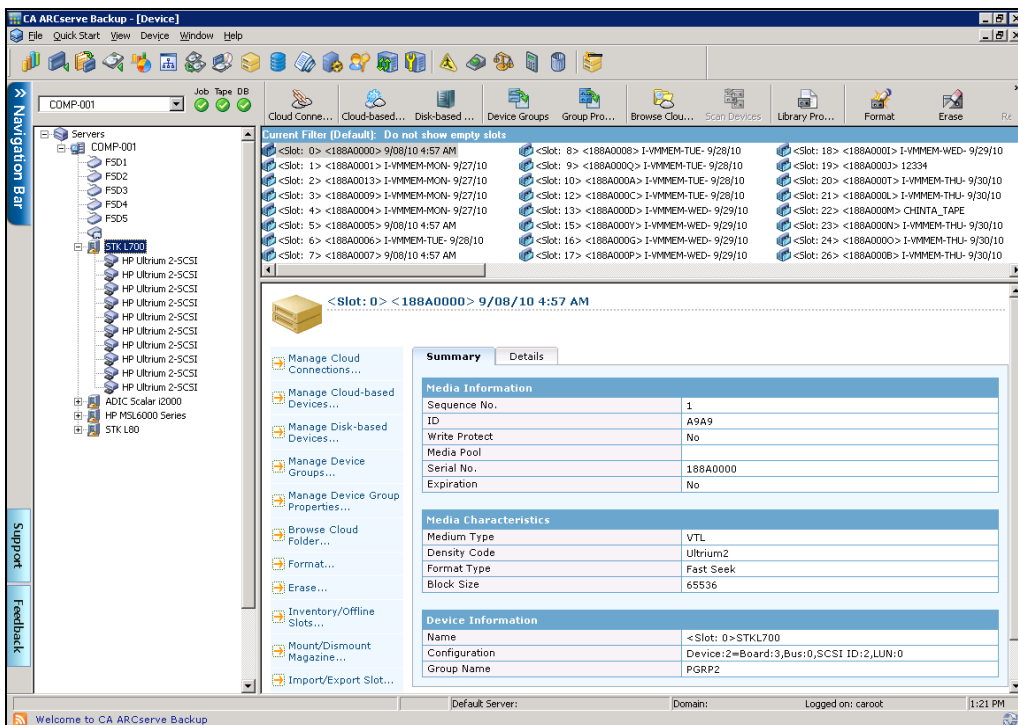 CA ARCserve Backup - [Device]
File Quick Start View Device Window Help
Job Tape DB
COMP-001
Cloud Conne... Cloud-based... Disk-based ... Device Groups Group Pro... Browse Clou... Scan Devices Library Pro... Format Erase Re
» Navigation Bar
Support
Feedback
Servers
COMP-001
FSD1
FSD2
FSD3
FSD4
FSD5
STK L700
HP Ultrium 2-SCSI
HP Ultrium 2-SCSI
HP Ultrium 2-SCSI
HP Ultrium 2-SCSI
HP Ultrium 2-SCSI
HP Ultrium 2-SCSI
HP Ultrium 2-SCSI
HP Ultrium 2-SCSI
HP Ultrium 2-SCSI
HP Ultrium 2-SCSI
ADIC Scalar i2000
HP MSL6000 Series
STK L80
Current Filter (Default): Do not show empty slots
<Slot: 0> <188A0000> 9/08/10 4:57 AM
<Slot: 1> <188A0001> I-VMMEM-MON- 9/27/10
<Slot: 2> <188A0013> I-VMMEM-MON- 9/27/10
<Slot: 3> <188A0009> I-VMMEM-MON- 9/27/10
<Slot: 4> <188A0004> I-VMMEM-MON- 9/27/10
<Slot: 5> <188A0005> 9/08/10 4:57 AM
<Slot: 6> <188A0006> I-VMMEM-TUE- 9/28/10
<Slot: 7> <188A0007> 9/08/10 4:57 AM
<Slot: 8> <188A0008> I-VMMEM-TUE- 9/28/10
<Slot: 9> <188A000Q> I-VMMEM-TUE- 9/28/10
<Slot: 10> <188A000A> I-VMMEM-TUE- 9/28/10
<Slot: 12> <188A000C> I-VMMEM-TUE- 9/28/10
<Slot: 13> <188A000D> I-VMMEM-WED- 9/29/10
<Slot: 15> <188A000Y> I-VMMEM-WED- 9/29/10
<Slot: 16> <188A000G> I-VMMEM-WED- 9/29/10
<Slot: 17> <188A000P> I-VMMEM-WED- 9/29/10
<Slot: 18> <188A000I> I-VMMEM-WED- 9/29/10
<Slot: 19> <188A000J> 12334
<Slot: 20> <188A000T> I-VMMEM-THU- 9/30/10
<Slot: 21> <188A000L> I-VMMEM-THU- 9/30/10
<Slot: 22> <188A000M> CHINTA_TAPE
<Slot: 23> <188A000N> I-VMMEM-THU- 9/30/10
<Slot: 24> <188A000O> I-VMMEM-THU- 9/30/10
<Slot: 26> <188A000B> I-VMMEM-THU- 9/30/10
<Slot: 0> <188A0000> 9/08/10 4:57 AM
Manage Cloud
Connections...
Manage Cloud-based
Devices...
Manage Disk-based
Devices...
Manage Device
Groups...
Manage Device Group
Properties...
Browse Cloud
Folder...
Format...
Erase...
Inventory/Offline
Slots...
Mount/Dismount
Magazine...
Import/Export Slot...
Summary Details
Media Information
Sequence No. 1
ID A9A9
Write Protect No
Media Pool
Serial No. 188A0000
Expiration No
Media Characteristics
Medium Type VTL
Density Code Ultrium2
Format Type Fast Seek
Block Size 65536
Device Information
Name <Slot: 0>STKL700
Configuration Device:2=Board:3,Bus:0,SCSI ID:2,LUN:0
Group Name PGRP2
Default Server: Domain: Logged on: caroot 1:21 PM
Welcome to CA ARCserve Backup